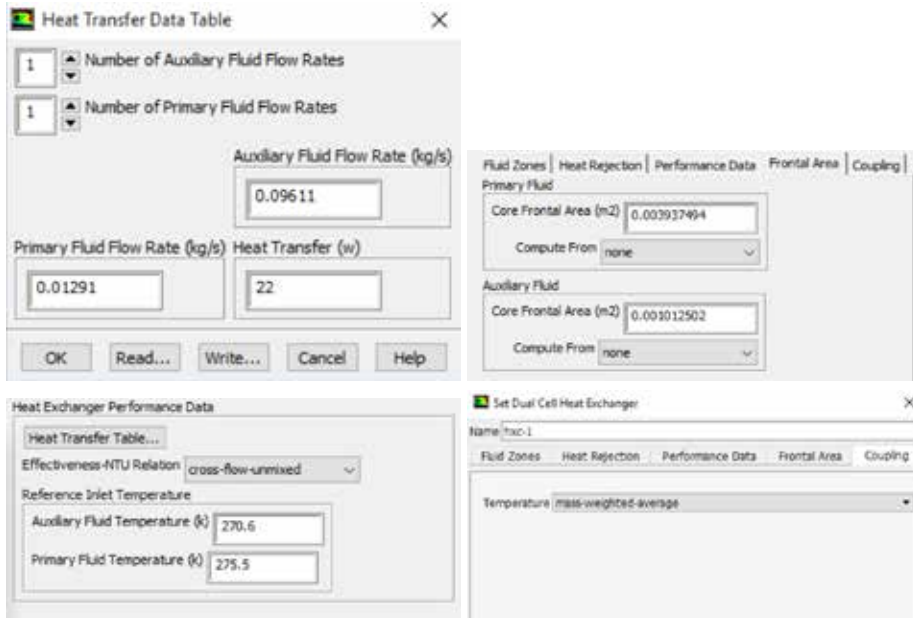 Heat Transfer Data Table
1 Number of Auxiliary Fluid Flow Rates
1 Number of Primary Fluid Flow Rates
Auxiliary Fluid Flow Rate (kg/s)
0.09611
Primary Fluid Flow Rate (kg/s) Heat Transfer (w)
0.01291 22
OK Read... Write... Cancel Help
Fluid Zones Heat Rejection Performance Data Frontal Area Coupling
Primary Fluid
Core Frontal Area (m2) 0.003937494
Compute From none
Auxiliary Fluid
Core Frontal Area (m2) 0.001012502
Compute From none
Heat Exchanger Performance Data
Heat Transfer Table...
Effectiveness-NTU Relation cross-flow-unmixed
Reference Inlet Temperature
Auxiliary Fluid Temperature (k) 270.6
Primary Fluid Temperature (k) 275.5
Set Dual Cell Heat Exchanger
Name hxc-1
Fluid Zones Heat Rejection Performance Data Frontal Area Coupling
Temperature mass-weighted-average